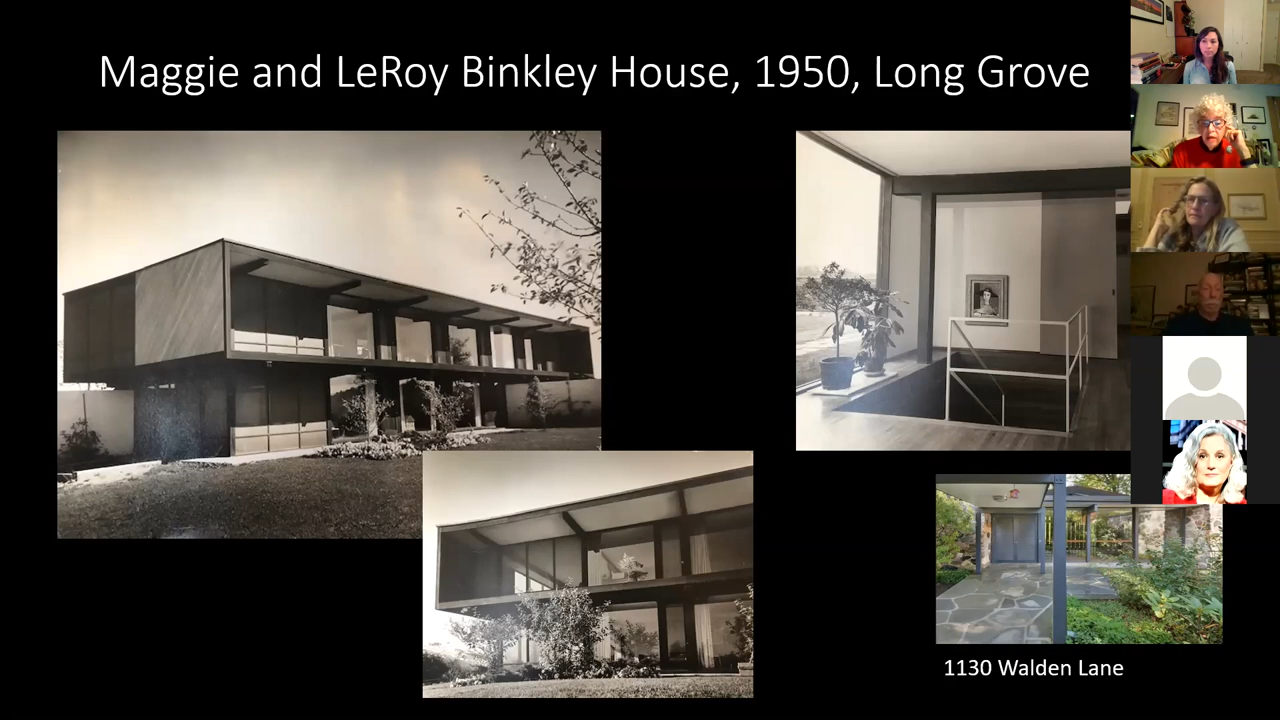 Maggie and LeRoy Binkley House, 1950, Long Grove
1130 Walden Lane